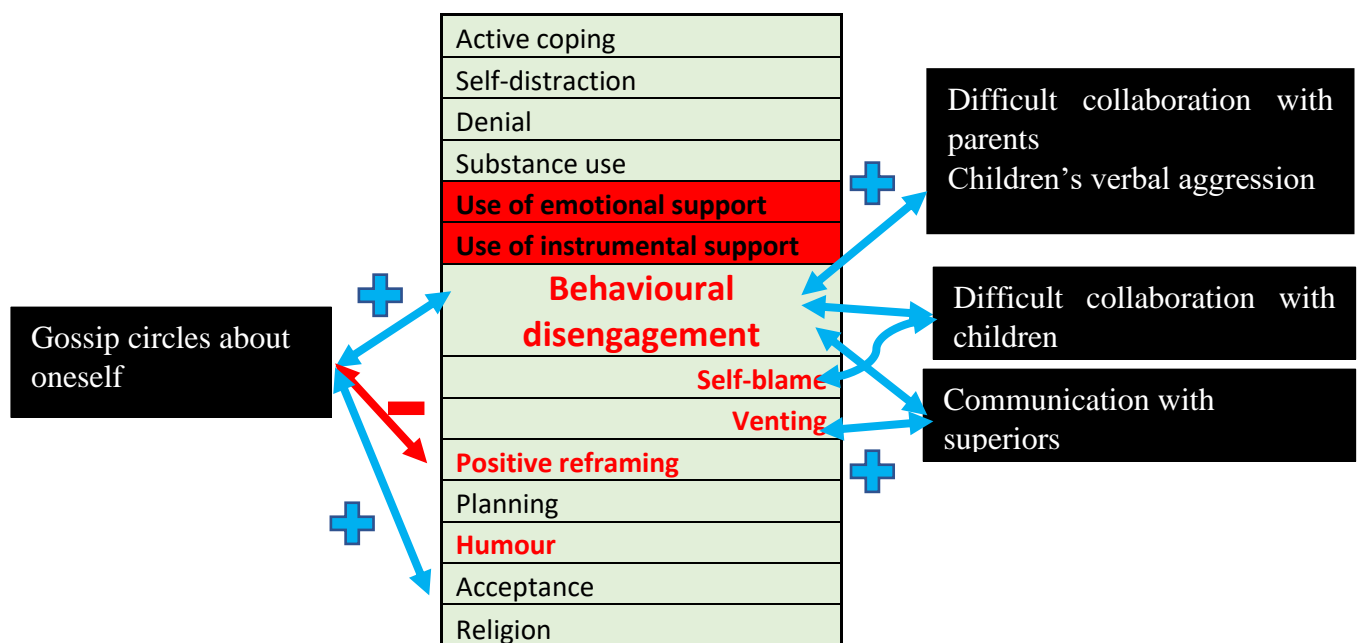 Active coping
Self-distraction
Denial
Substance use
Use of emotional support
Use of instrumental support
Behavioural
disengagement
Self-blame
Venting
Positive reframing
Planning
Humour
Acceptance
Religion
Gossip circles about
oneself
Difficult collaboration with
parents
Children’s verbal aggression
Difficult collaboration with
children
Communication with
superiors